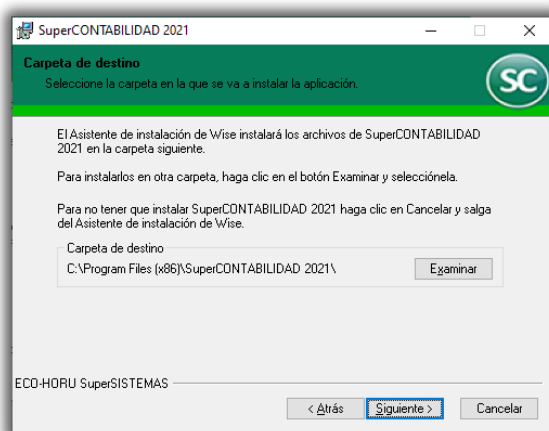 SuperCONTABILIDAD 2021
Carpeta de destino
Seleccione la carpeta en la que se va a instalar la aplicación.
SC
El Asistente de instalación de Wise instalará los archivos de SuperCONTABILIDAD
2021 en la carpeta siguiente.
Para instalarlos en otra carpeta, haga clic en el botón Examinar y selecciónela.
Para no tener que instalar SuperCONTABILIDAD 2021 haga clic en Cancelar y salga
del Asistente de instalación de Wise.
Carpeta de destino
C:\Program Files (x86)\SuperCONTABILIDAD 2021\
Examinar
ECO-HORU SuperSISTEMAS
< Atrás
Siguiente >
Cancelar